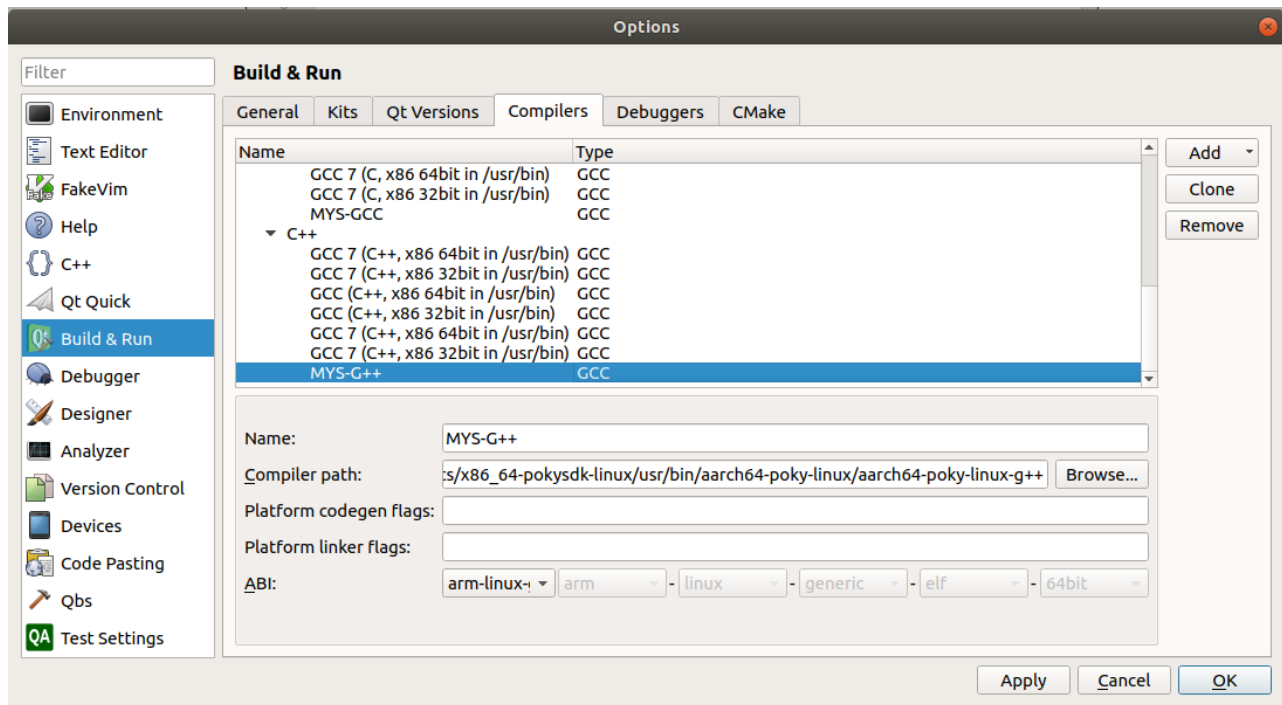 Options
Filter
Environment
Text Editor
FakeVim
Help
C++
Qt Quick
Build & Run
Debugger
Designer
Analyzer
Version Control
Devices
Code Pasting
Qbs
QA Test Settings
Build & Run
General Kits Qt Versions Compilers Debuggers CMake
Name Type
GCC 7 (C, x86 64bit in /usr/bin) GCC
GCC 7 (C, x86 32bit in /usr/bin) GCC
MYS-GCC GCC
C++
GCC 7 (C++, x86 64bit in /usr/bin) GCC
GCC 7 (C++, x86 32bit in /usr/bin) GCC
GCC (C++, x86 64bit in /usr/bin) GCC
GCC (C++, x86 32bit in /usr/bin) GCC
GCC 7 (C++, x86 64bit in /usr/bin) GCC
GCC 7 (C++, x86 32bit in /usr/bin) GCC
MYS-G++ GCC
Add
Clone
Remove
Name: MYS-G++
Compiler path: :s/x86_64-pokysdk-linux/usr/bin/aarch64-poky-linux/aarch64-poky-linux-g++ Browse...
Platform codegen flags:
Platform linker flags:
ABI: arm-linux- arm - linux - generic - elf - 64bit
Apply Cancel OK